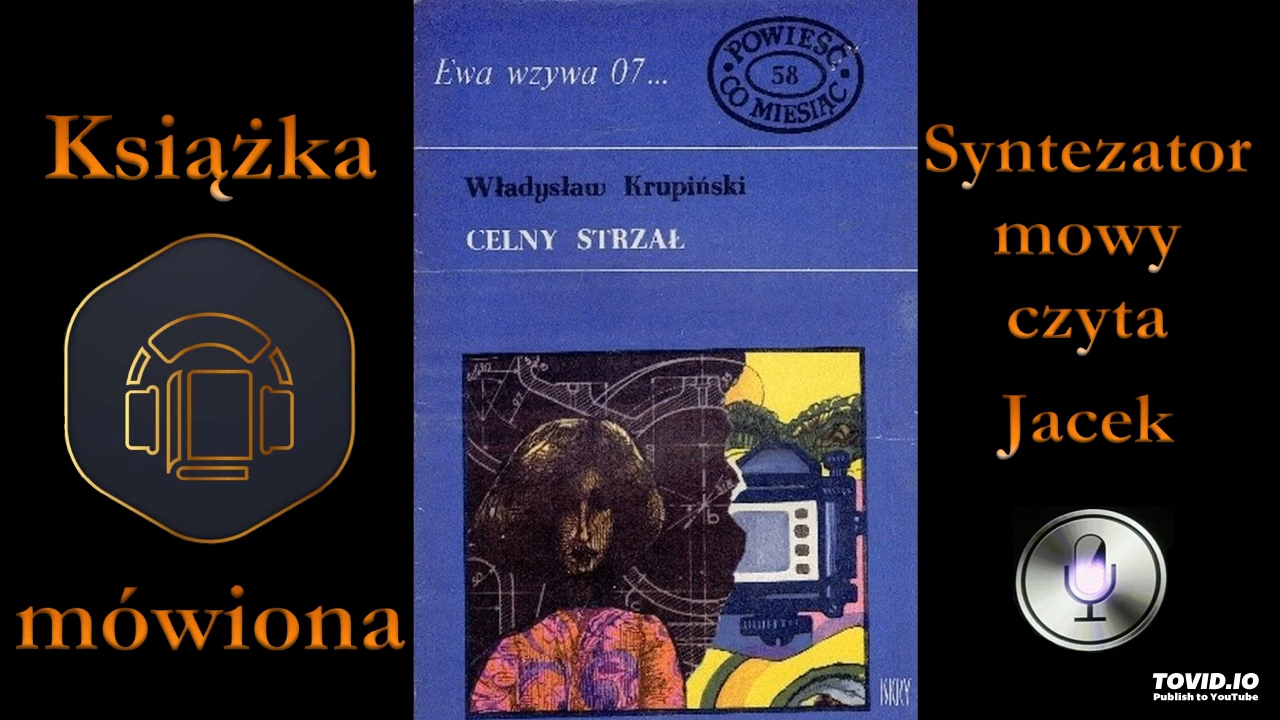 Książka
mówiona
Ewa wzywa 07...
POWIEŚĆ
58
CO MIESIĄC
Władysław Krupiński
CELNY STRZAŁ
ISKRY
Syntezator
mowy
czyta
Jacek
TOVID.IO
Publish to YouTube